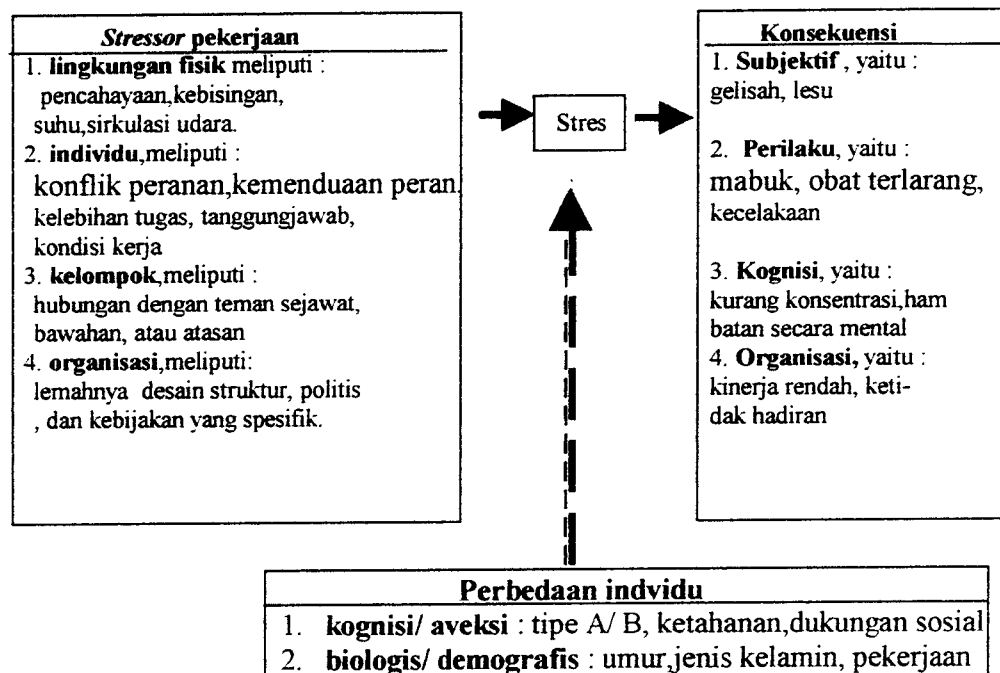 Stressor pekerjaan
1. lingkungan fisik meliputi :
pencahayaan,kebisingan,
suhu,sirkulasi udara.
2. individu,meliputi :
konflik peranan,kemenduaan peran,
kelebihan tugas, tanggungjawab,
kondisi kerja
3. kelompok,meliputi :
hubungan dengan teman sejawat,
bawahan, atau atasan
4. organisasi,meliputi:
lemahnya desain struktur, politis
, dan kebijakan yang spesifik.
Stres
Konsekuensi
1. Subjektif , yaitu :
gelisah, lesu
2. Perilaku, yaitu :
mabuk, obat terlarang,
kecelakaan
3. Kognisi, yaitu :
kurang konsentrasi,ham
batan secara mental
4. Organisasi, yaitu :
kinerja rendah, keti-
dak hadiran
Perbedaan indvidu
1. kognisi/ aveksi : tipe A/ B, ketahanan,dukungan sosial
2. biologis/ demografis : umur,jenis kelamin, pekerjaan